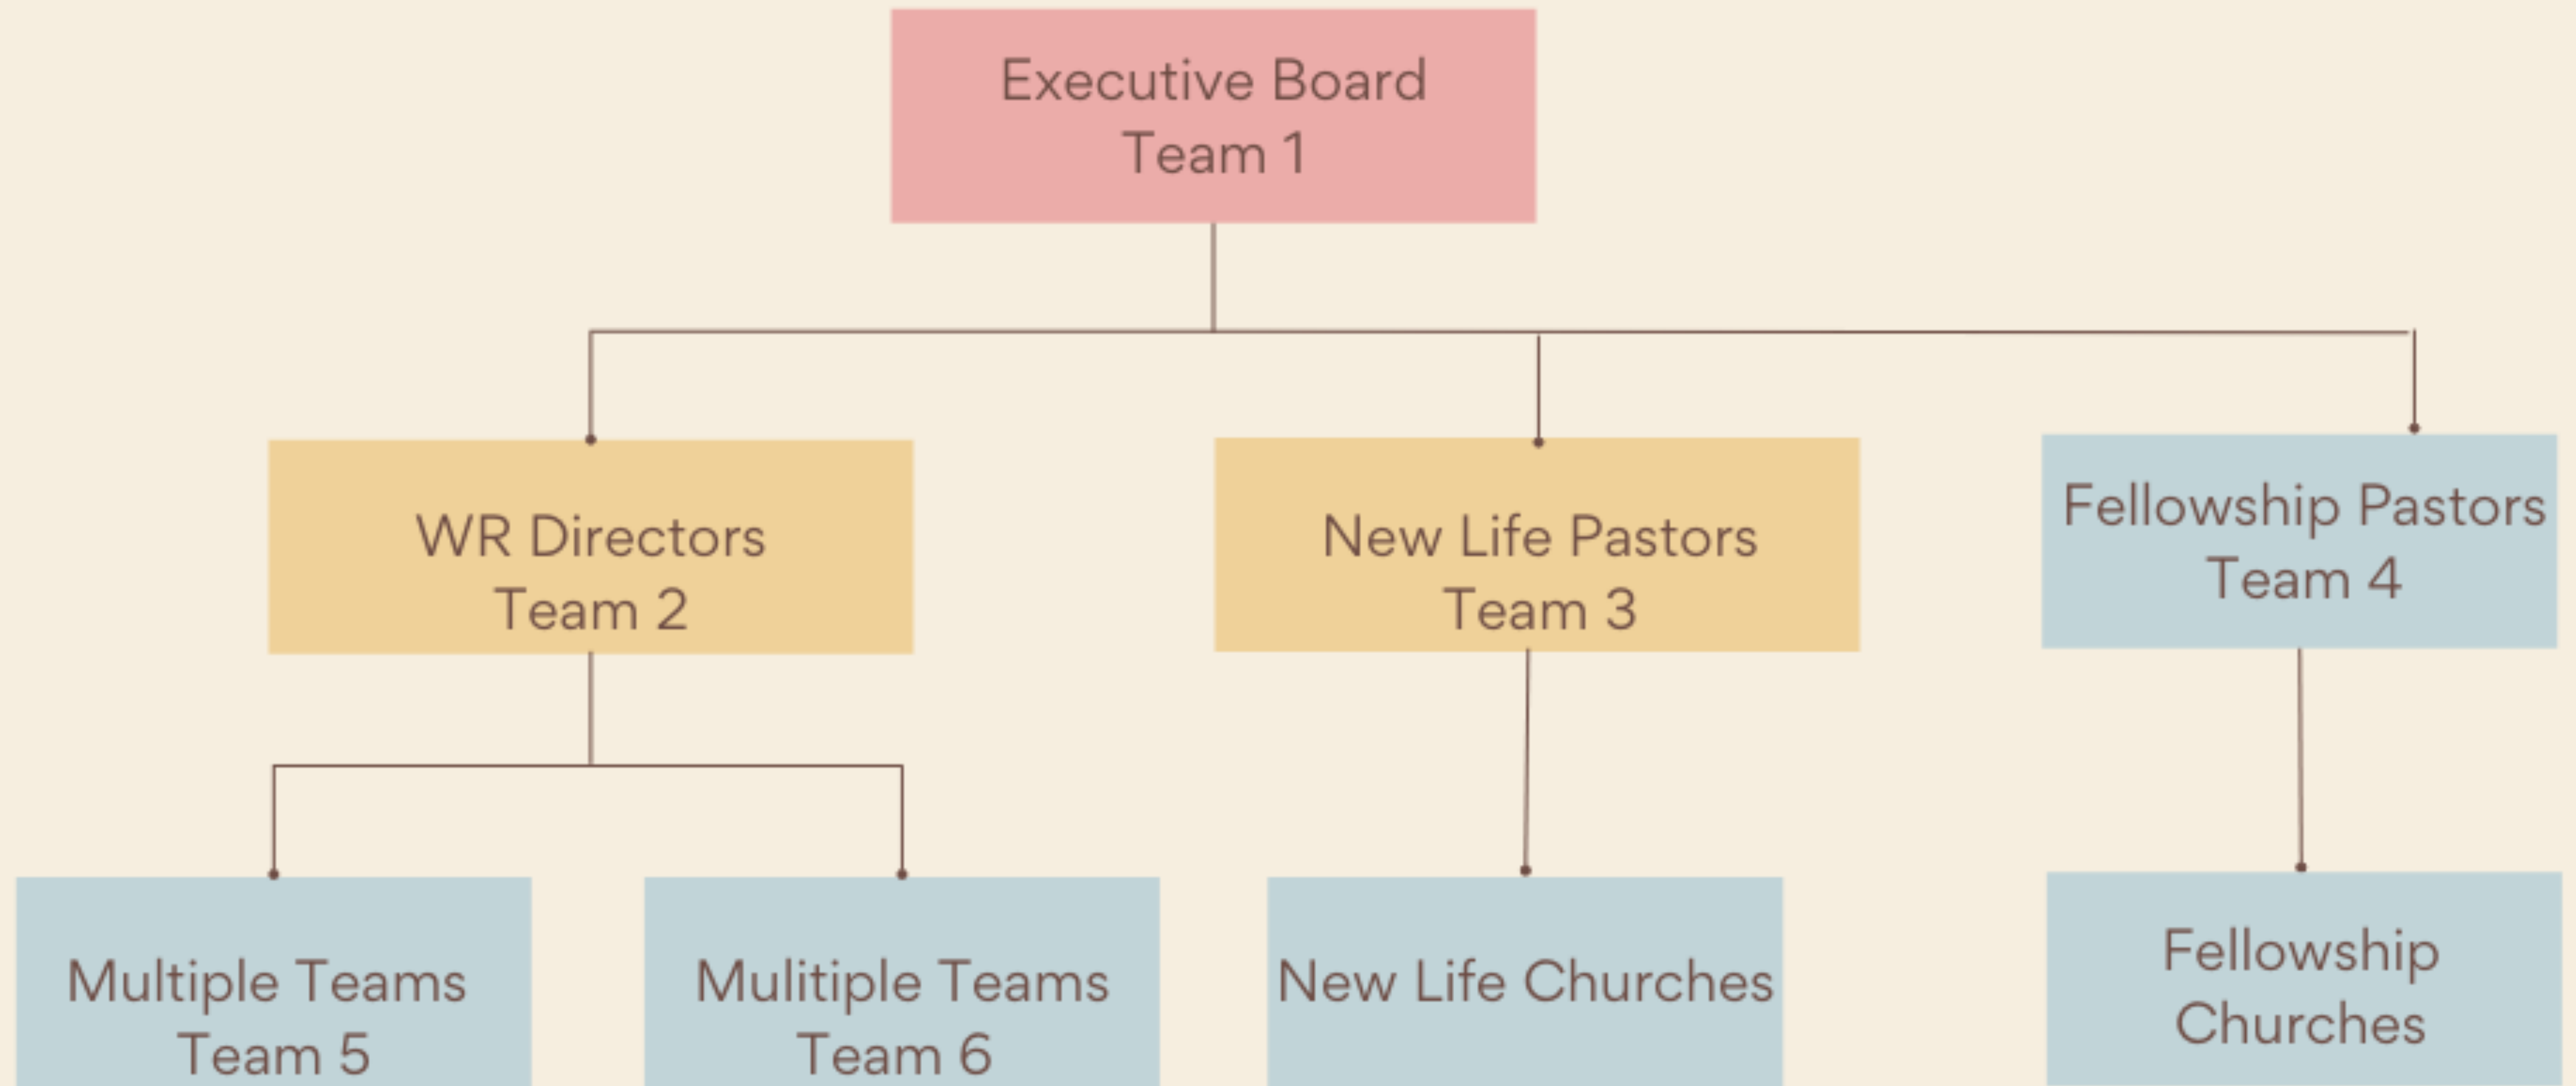 Executive Board
Team 1
WR Directors
Team 2
New Life Pastors
Team 3
Fellowship Pastors
Team 4
Multiple Teams
Team 5
Mulitiple Teams
Team 6
New Life Churches
Fellowship
Churches